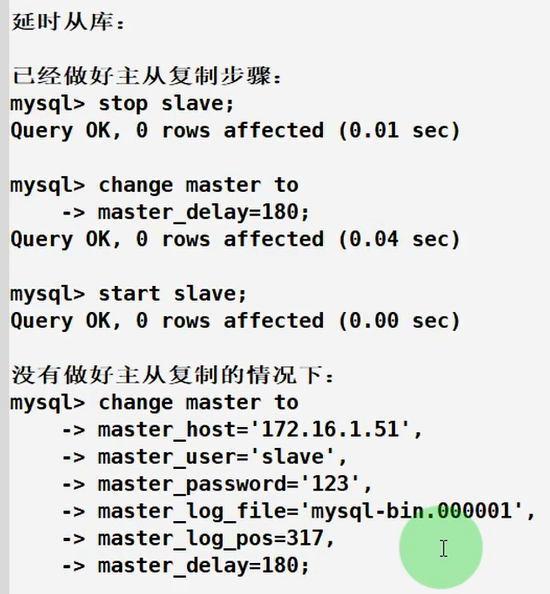 延时从库:
已经做好主从复制步骤:
mysql> stop slave;
Query OK, 0 rows affected (0.01 sec)
mysql> change master to
    -> master_delay=180;
Query OK, 0 rows affected (0.04 sec)
mysql> start slave;
Query OK, 0 rows affected (0.00 sec)
没有做好主从复制的情况下:
mysql> change master to
    -> master_host='172.16.1.51',
    -> master_user='slave',
    -> master_password='123',
    -> master_log_file='mysql-bin.000001',
    -> master_log_pos=317,
    -> master_delay=180;